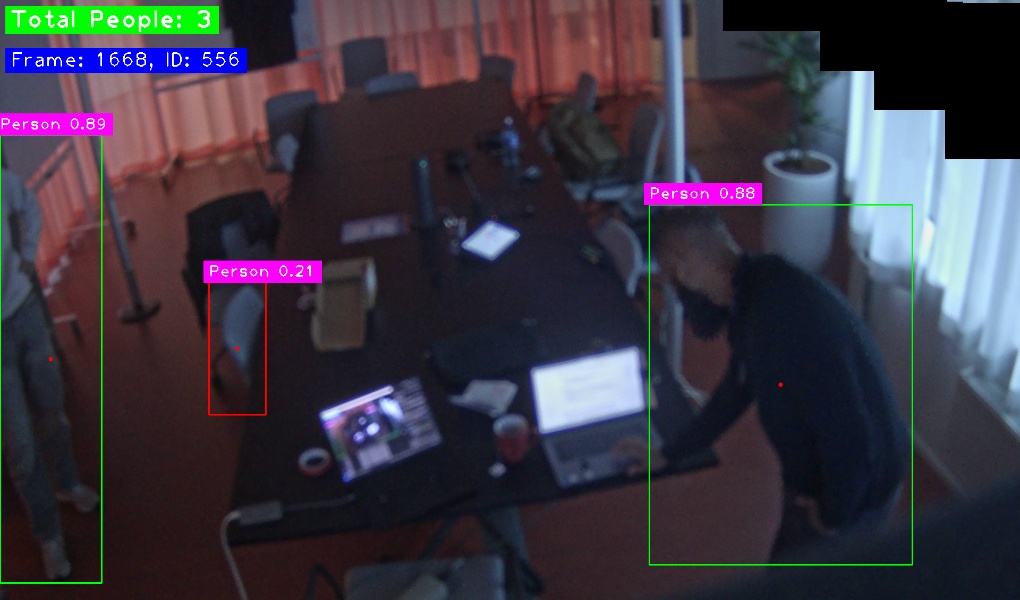 Total People: 3
Frame: 1668, ID: 556
Person 0.89
Person 0.88
Person 0.21